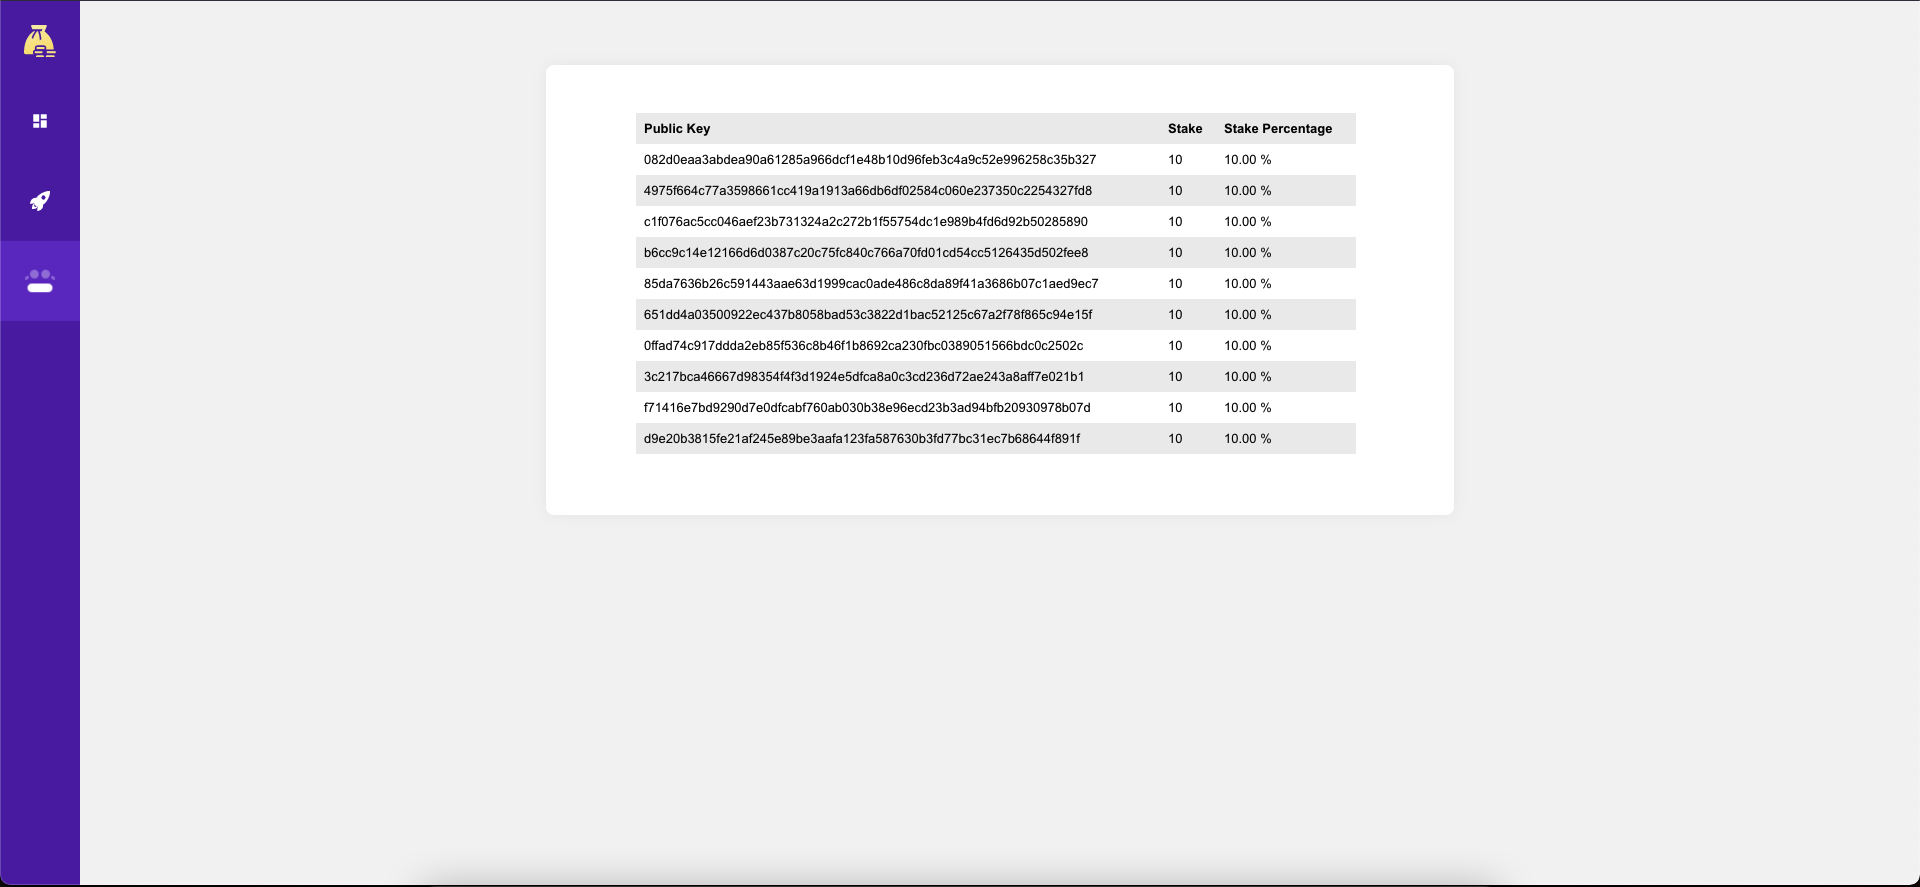 Public Key Stake Stake Percentage
082d0eaa3abdea90a61285a966dcf1e48b10d96feb3c4a9c52e996258c35b327 10 10.00 %
4975f664c77a3598661cc419a1913a66db6df02584c060e237350c2254327fd8 10 10.00 %
c1f076ac5cc046aef23b731324a2c272b1f55754dc1e989b4fd6d92b50285890 10 10.00 %
b6cc9c14e12166d6d0387c20c75fc840c766a70fd01cd54cc5126435d502fee8 10 10.00 %
85da7636b26c591443aae63d1999cac0ade486c8da89f41a3686b07c1aed9ec7 10 10.00 %
651dd4a03500922ec437b8058bad53c3822d1bac52125c67a2f78f865c94e15f 10 10.00 %
0ffad74c917ddda2eb85f536c8b46f1b8692ca230fbc0389051566bdc0c2502c 10 10.00 %
3c217bca46667d98354f4f3d1924e5dfca8a0c3cd236d72ae243a8aff7e021b1 10 10.00 %
f71416e7bd9290d7e0dfcabf760ab030b38e96ecd23b3ad94bfb20930978b07d 10 10.00 %
d9e20b3815fe21af245e89be3aafa123fa587630b3fd77bc31ec7b68644f891f 10 10.00 %